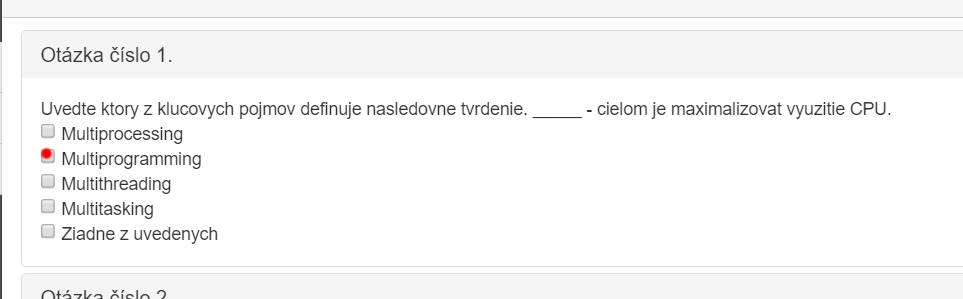 Otázka číslo 1.
Uvedte ktory z klucovych pojmov definuje nasledovne tvrdenie. _____ - cielom je maximalizovat vyuzitie CPU.
Multiprocessing
Multiprogramming
Multithreading
Multitasking
Ziadne z uvedenych
Otázka číslo 2